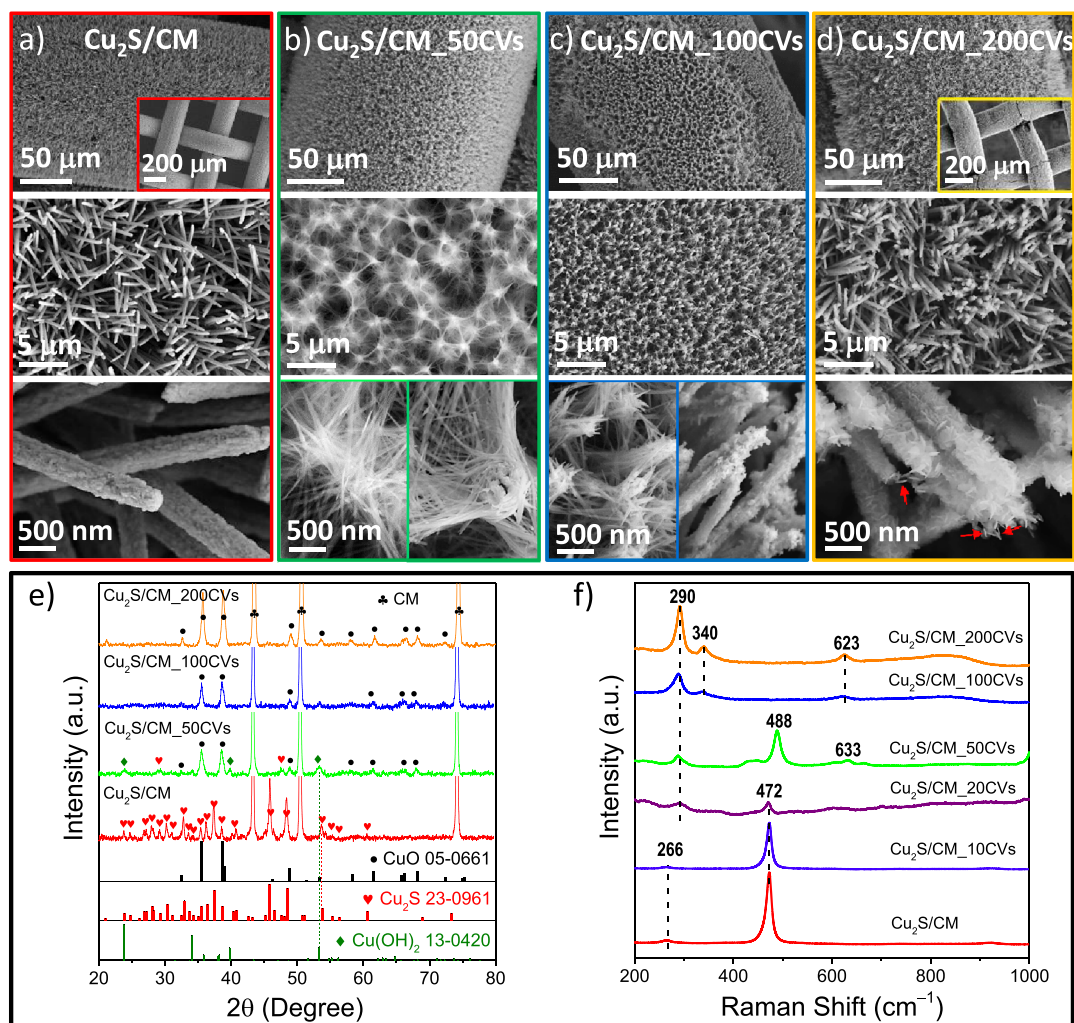 a) Cu₂S/CM
50 μm
200 μm
5 μm
500 nm
b) Cu₂S/CM_50CVs
50 μm
5 μm
500 nm
c) Cu₂S/CM_100CVs
50 μm
5 μm
500 nm
d) Cu₂S/CM_200CVs
50 μm
200 μm
5 μm
500 nm
e)
Cu₂S/CM_200CVs
♣ CM
Cu₂S/CM_100CVs
Cu₂S/CM_50CVs
Cu₂S/CM
● CuO 05-0661
♥ Cu₂S 23-0961
♦ Cu(OH)₂ 13-0420
Intensity (a.u.)
20 30 40 50 60 70 80
2θ (Degree)
f)
290
340
623
Cu₂S/CM_200CVs
Cu₂S/CM_100CVs
488
633
Cu₂S/CM_50CVs
472
Cu₂S/CM_20CVs
266
Cu₂S/CM_10CVs
Cu₂S/CM
Intensity (a.u.)
200 400 600 800 1000
Raman Shift (cm⁻¹)